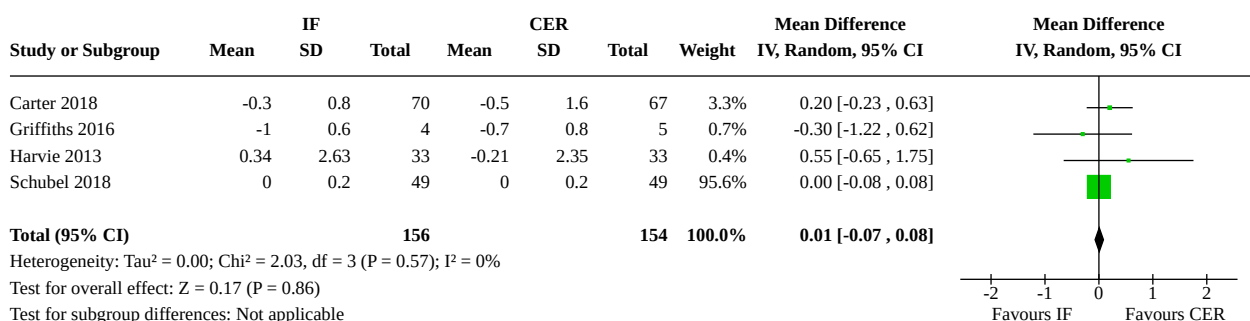 IF CER Mean Difference Mean Difference
Study or Subgroup Mean SD Total Mean SD Total Weight IV, Random, 95% CI IV, Random, 95% CI
Carter 2018 -0.3 0.8 70 -0.5 1.6 67 3.3% 0.20 [-0.23 , 0.63]
Griffiths 2016 -1 0.6 4 -0.7 0.8 5 0.7% -0.30 [-1.22 , 0.62]
Harvie 2013 0.34 2.63 33 -0.21 2.35 33 0.4% 0.55 [-0.65 , 1.75]
Schubel 2018 0 0.2 49 0 0.2 49 95.6% 0.00 [-0.08 , 0.08]
Total (95% CI) 156 154 100.0% 0.01 [-0.07 , 0.08]
Heterogeneity: Tau² = 0.00; Chi² = 2.03, df = 3 (P = 0.57); I² = 0%
Test for overall effect: Z = 0.17 (P = 0.86)
Test for subgroup differences: Not applicable
-2 -1 0 1 2
Favours IF Favours CER